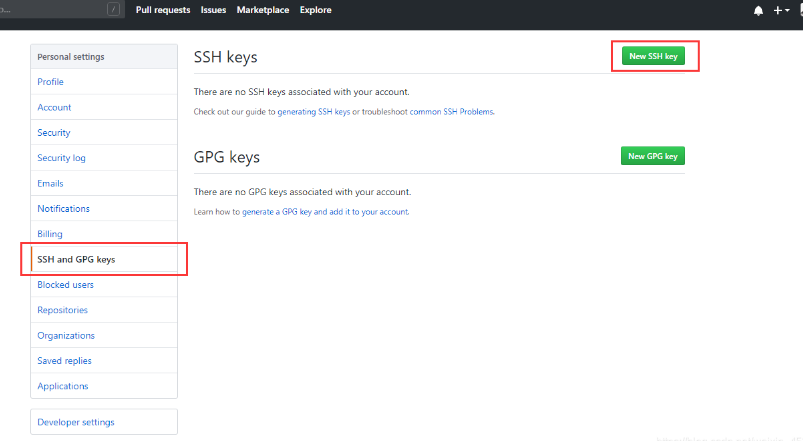 / Pull requests Issues Marketplace Explore
Personal settings
Profile
Account
Security
Security log
Emails
Notifications
Billing
SSH and GPG keys
Blocked users
Repositories
Organizations
Saved replies
Applications
Developer settings
SSH keys
New SSH key
There are no SSH keys associated with your account.
Check out our guide to generating SSH keys or troubleshoot common SSH Problems.
GPG keys
New GPG key
There are no GPG keys associated with your account.
Learn how to generate a GPG key and add it to your account.